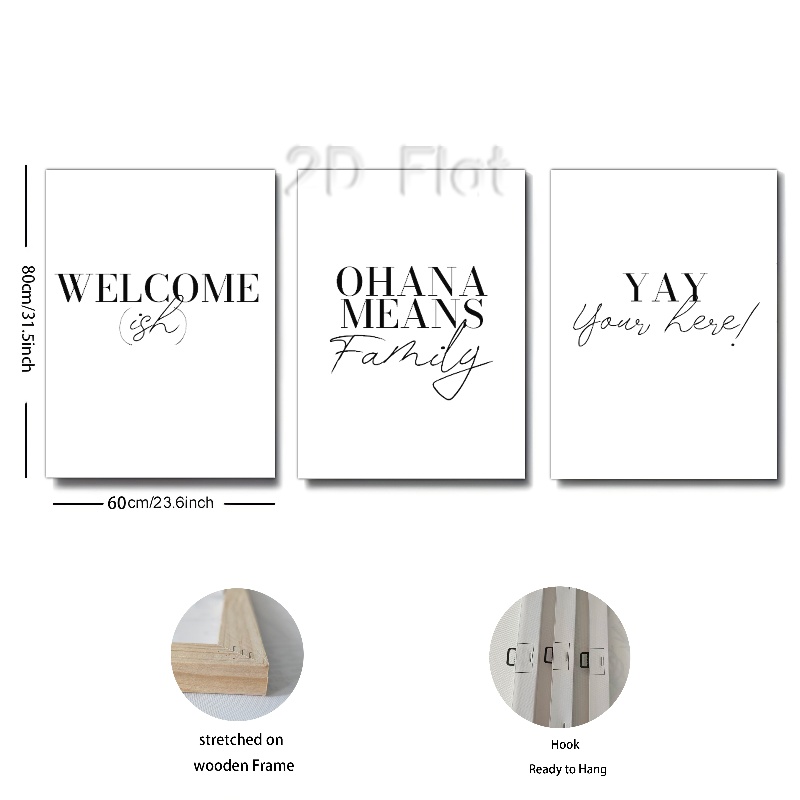 2D Flat
WELCOME
(ish)
OHANA
MEANS
Family
YAY
Your here!
80cm/31.5inch
60cm/23.6inch
stretched on
wooden Frame
Hook
Ready to Hang